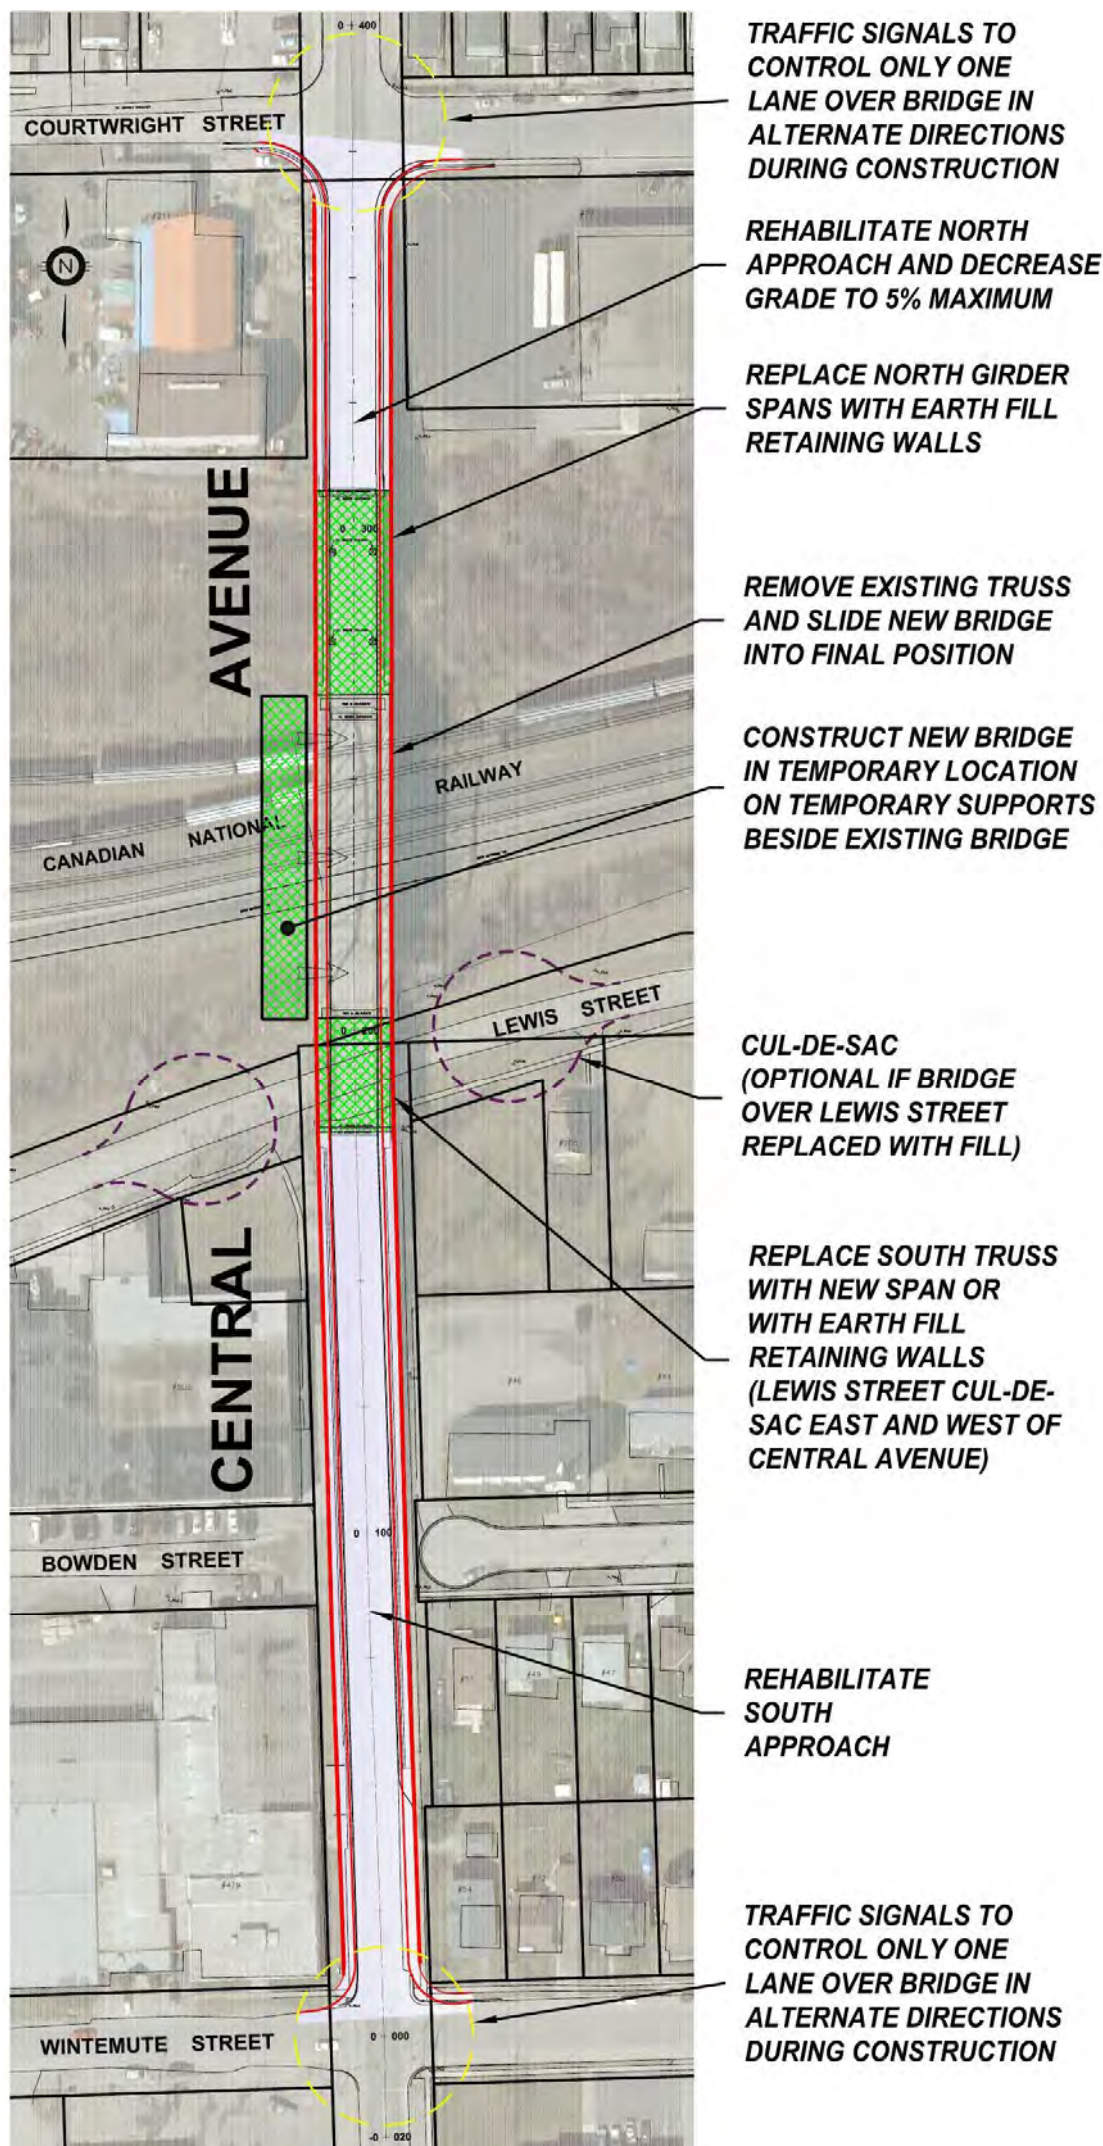 0 + 400
TRAFFIC SIGNALS TO
CONTROL ONLY ONE
LANE OVER BRIDGE IN
ALTERNATE DIRECTIONS
DURING CONSTRUCTION
COURTWRIGHT STREET
N
REHABILITATE NORTH
APPROACH AND DECREASE
GRADE TO 5% MAXIMUM
REPLACE NORTH GIRDER
SPANS WITH EARTH FILL
RETAINING WALLS
AVENUE
0 + 300
REMOVE EXISTING TRUSS
AND SLIDE NEW BRIDGE
INTO FINAL POSITION
CONSTRUCT NEW BRIDGE
IN TEMPORARY LOCATION
ON TEMPORARY SUPPORTS
BESIDE EXISTING BRIDGE
CANADIAN NATIONAL RAILWAY
LEWIS STREET
0 + 200
CUL-DE-SAC
(OPTIONAL IF BRIDGE
OVER LEWIS STREET
REPLACED WITH FILL)
CENTRAL
REPLACE SOUTH TRUSS
WITH NEW SPAN OR
WITH EARTH FILL
RETAINING WALLS
(LEWIS STREET CUL-DE-
SAC EAST AND WEST OF
CENTRAL AVENUE)
0 100
BOWDEN STREET
REHABILITATE
SOUTH
APPROACH
TRAFFIC SIGNALS TO
CONTROL ONLY ONE
LANE OVER BRIDGE IN
ALTERNATE DIRECTIONS
DURING CONSTRUCTION
WINTEMUTE STREET
0 + 000
-0 020